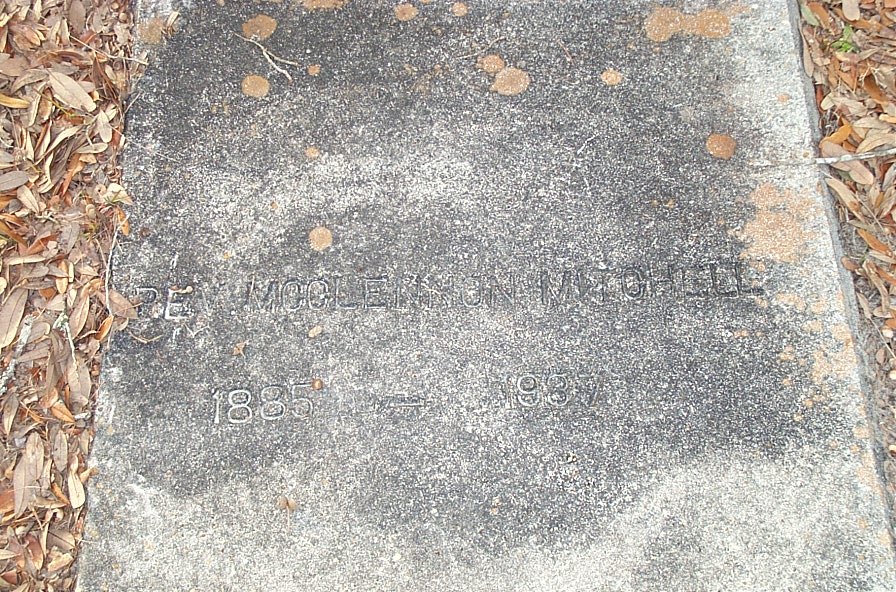 REV MCCLENNON MITCHELL
1885 — 1937